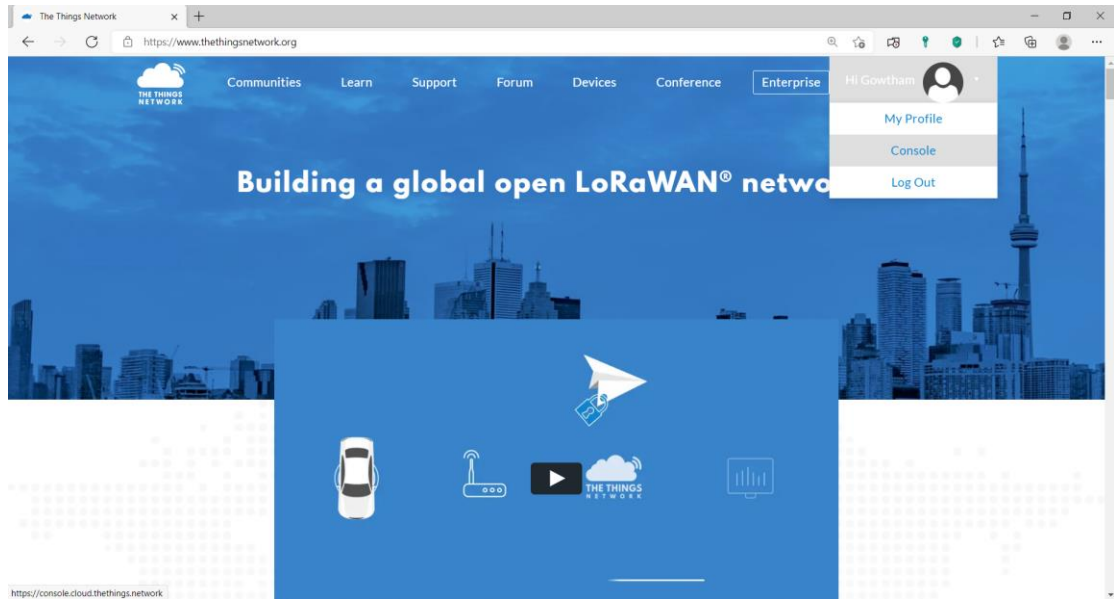 The Things Network
https://www.thethingsnetwork.org
THE THINGS
NETWORK
Communities
Learn
Support
Forum
Devices
Conference
Enterprise
Hi Gowtham
My Profile
Console
Log Out
Building a global open LoRaWAN® netwo
THE THINGS
NETWORK
https://console.cloud.thethings.network